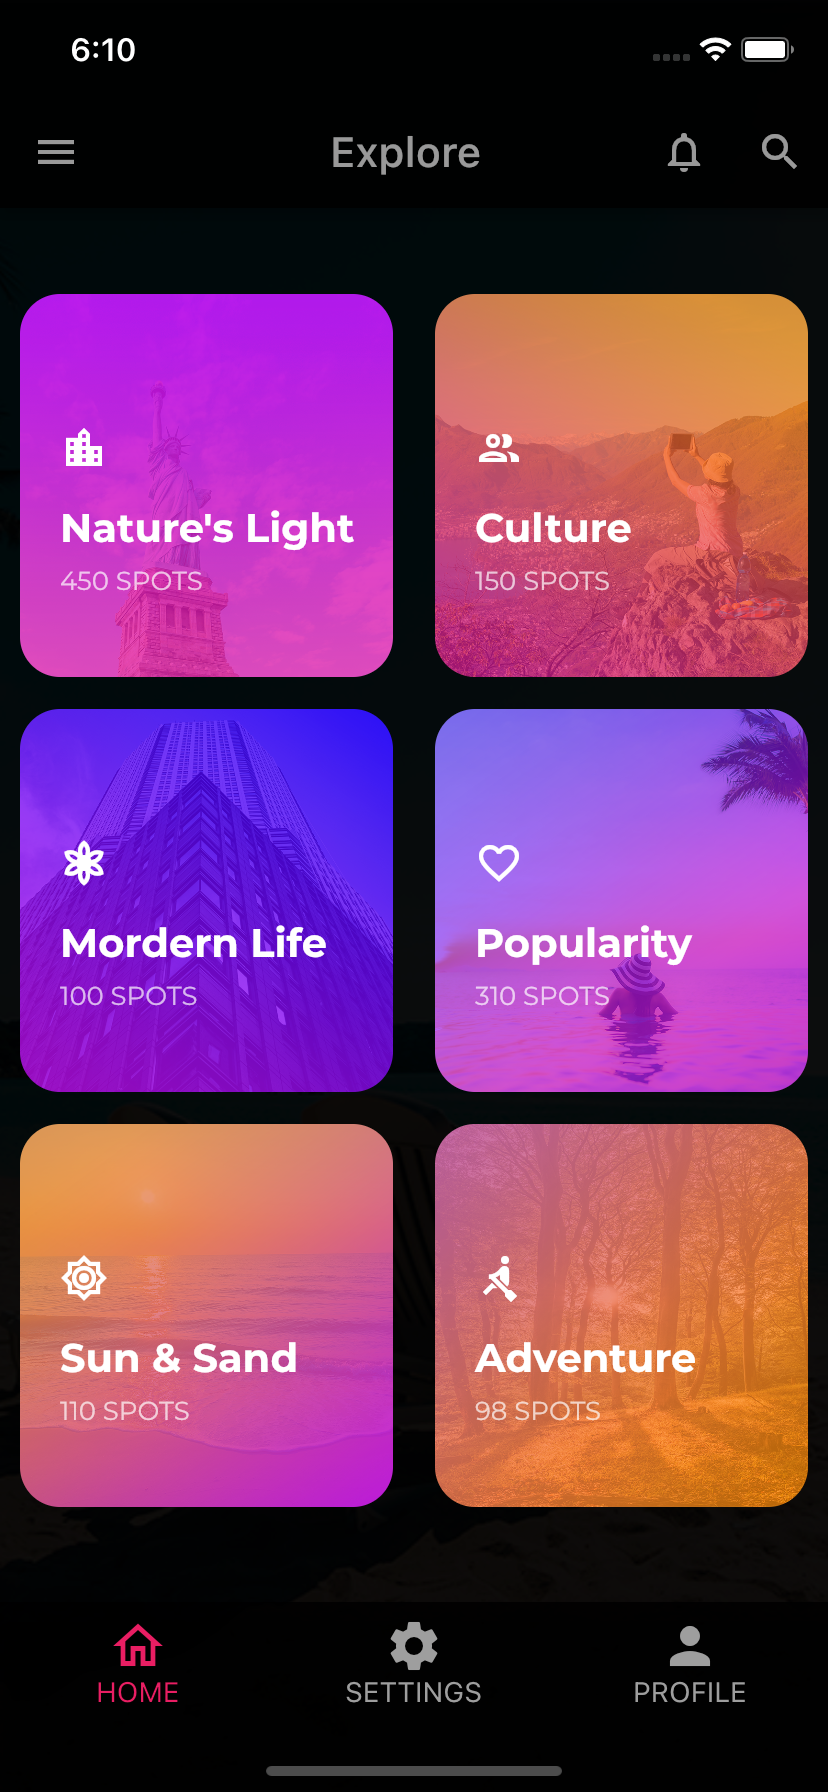 6:10
Explore
Nature's Light
450 SPOTS
Culture
150 SPOTS
Mordern Life
100 SPOTS
Popularity
310 SPOTS
Sun & Sand
110 SPOTS
Adventure
98 SPOTS
HOME
SETTINGS
PROFILE